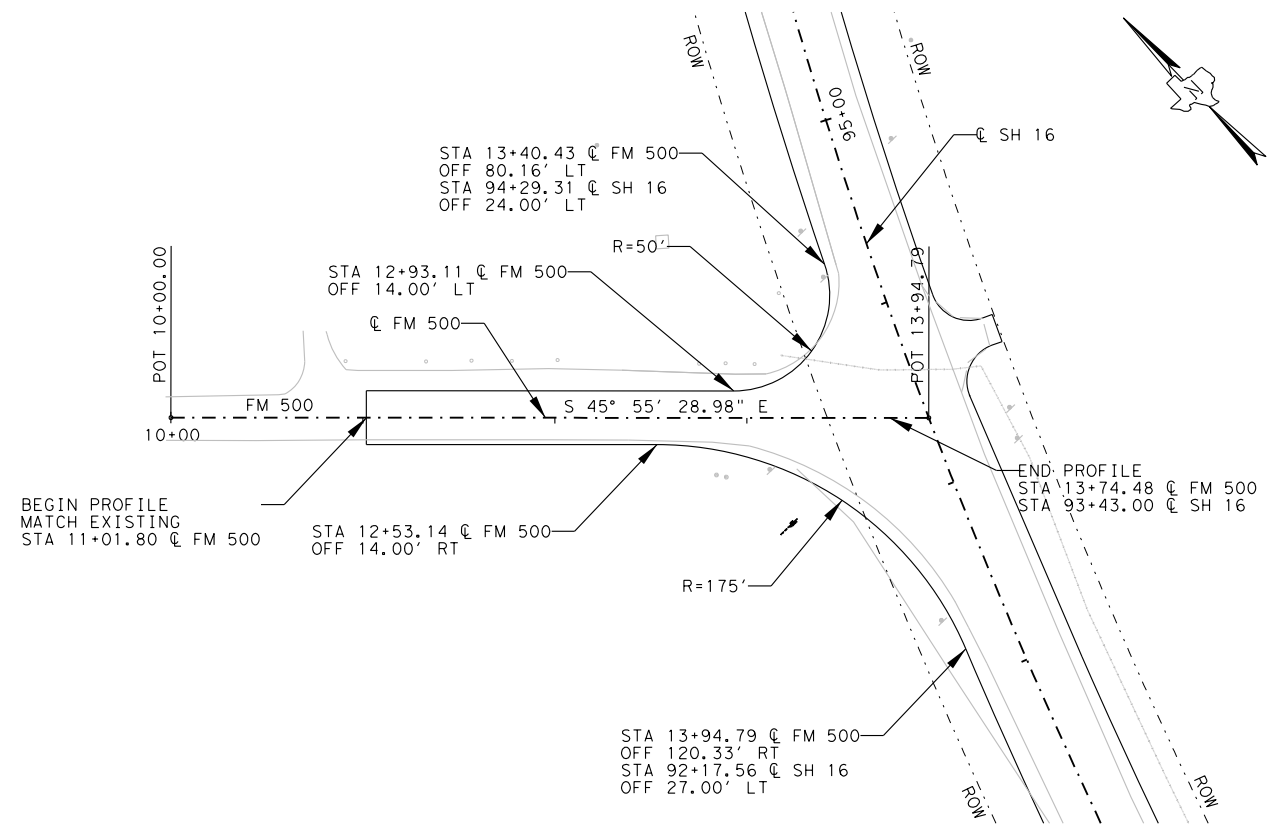 ROW
ROW
95+00
℄ SH 16
STA 13+40.43 ℄ FM 500
OFF 80.16' LT
STA 94+29.31 ℄ SH 16
OFF 24.00' LT
R=50'
STA 12+93.11 ℄ FM 500
OFF 14.00' LT
℄ FM 500
POT 10+00.00
POT 13+94.79
FM 500
S 45° 55' 28.98" E
10+00
END PROFILE
STA 13+74.48 ℄ FM 500
STA 93+43.00 ℄ SH 16
BEGIN PROFILE
MATCH EXISTING
STA 11+01.80 ℄ FM 500
STA 12+53.14 ℄ FM 500
OFF 14.00' RT
R=175'
STA 13+94.79 ℄ FM 500
OFF 120.33' RT
STA 92+17.56 ℄ SH 16
OFF 27.00' LT
ROW
ROW